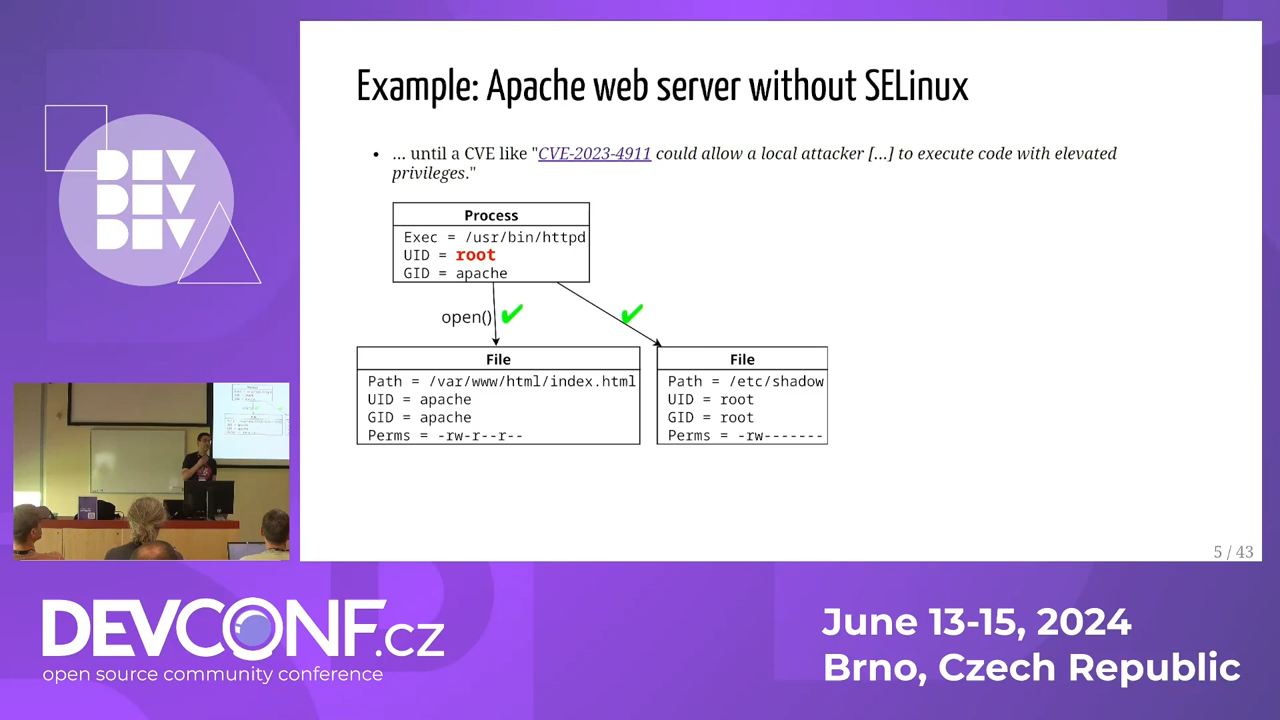 Example: Apache web server without SELinux
• … until a CVE like "CVE-2023-4911 could allow a local attacker […] to execute code with elevated
privileges."
Process
Exec = /usr/bin/httpd
UID = root
GID = apache
open() ✔ ✔
File
Path = /var/www/html/index.html
UID = apache
GID = apache
Perms = -rw-r--r--
File
Path = /etc/shadow
UID = root
GID = root
Perms = -rw-------
5 / 43
DEV
DEV
DEV
DEVCONF.cz
open source community conference
June 13-15, 2024
Brno, Czech Republic